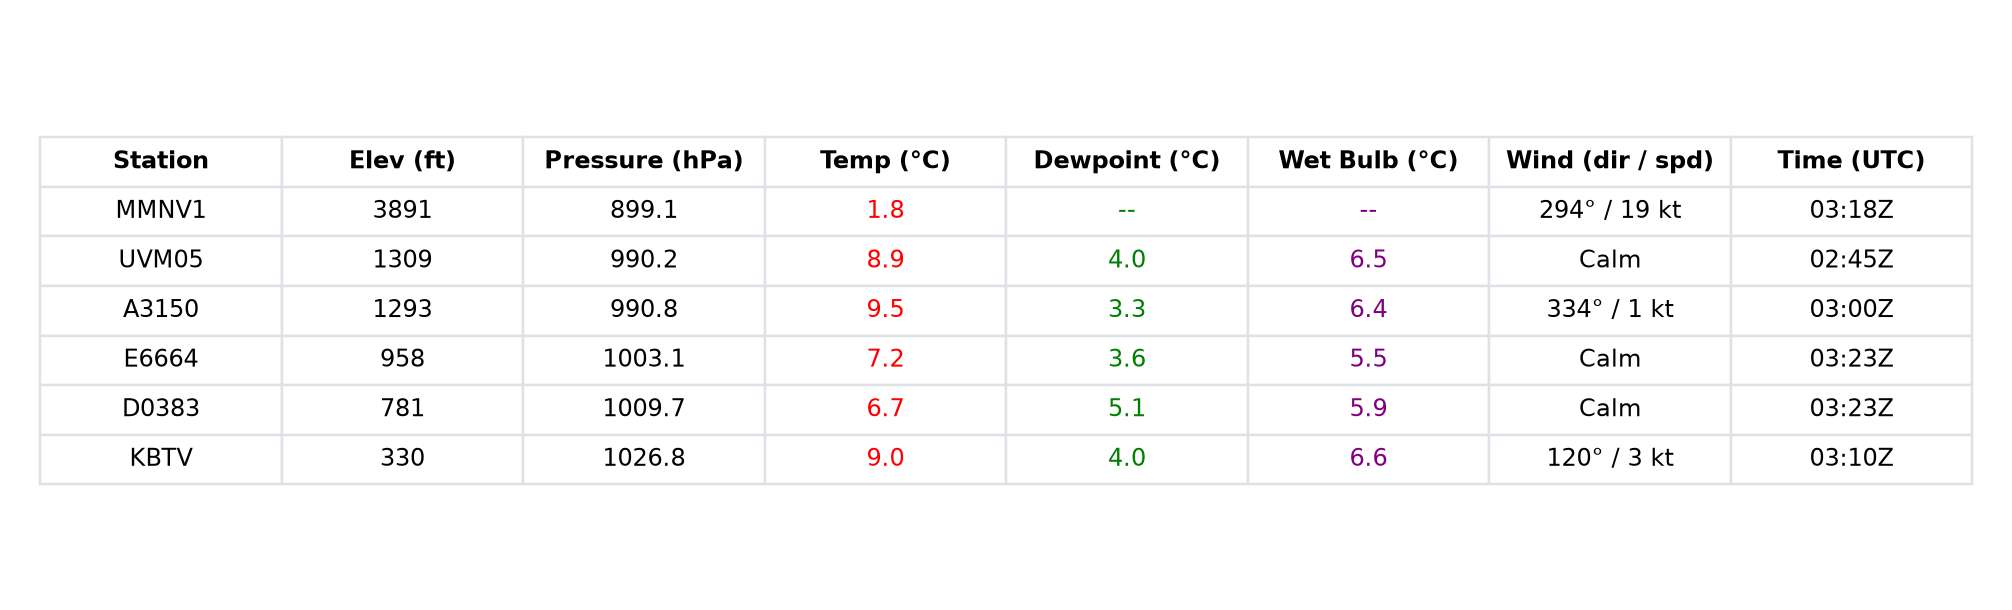 Station Elev (ft) Pressure (hPa) Temp (°C) Dewpoint (°C) Wet Bulb (°C) Wind (dir / spd) Time (UTC)
MMNV1 3891 899.1 1.8 -- -- 294° / 19 kt 03:18Z
UVM05 1309 990.2 8.9 4.0 6.5 Calm 02:45Z
A3150 1293 990.8 9.5 3.3 6.4 334° / 1 kt 03:00Z
E6664 958 1003.1 7.2 3.6 5.5 Calm 03:23Z
D0383 781 1009.7 6.7 5.1 5.9 Calm 03:23Z
KBTV 330 1026.8 9.0 4.0 6.6 120° / 3 kt 03:10Z